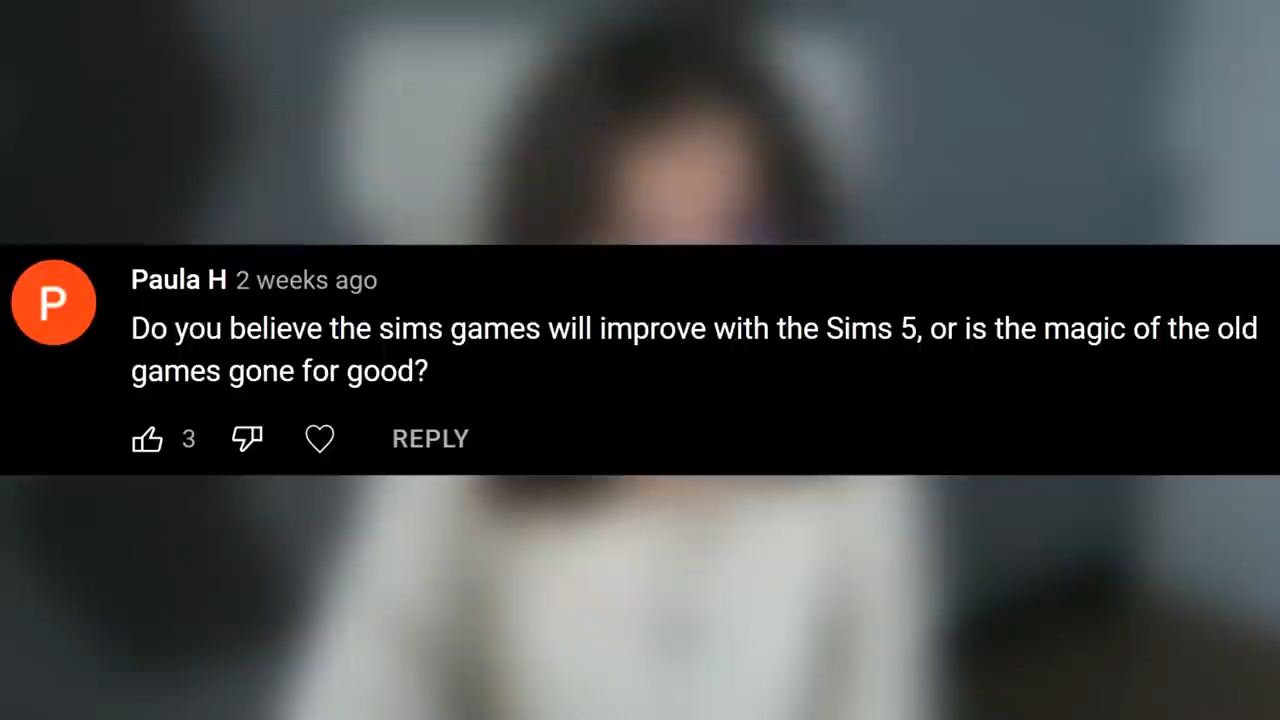 P
Paula H 2 weeks ago
Do you believe the sims games will improve with the Sims 5, or is the magic of the old
games gone for good?
3
REPLY